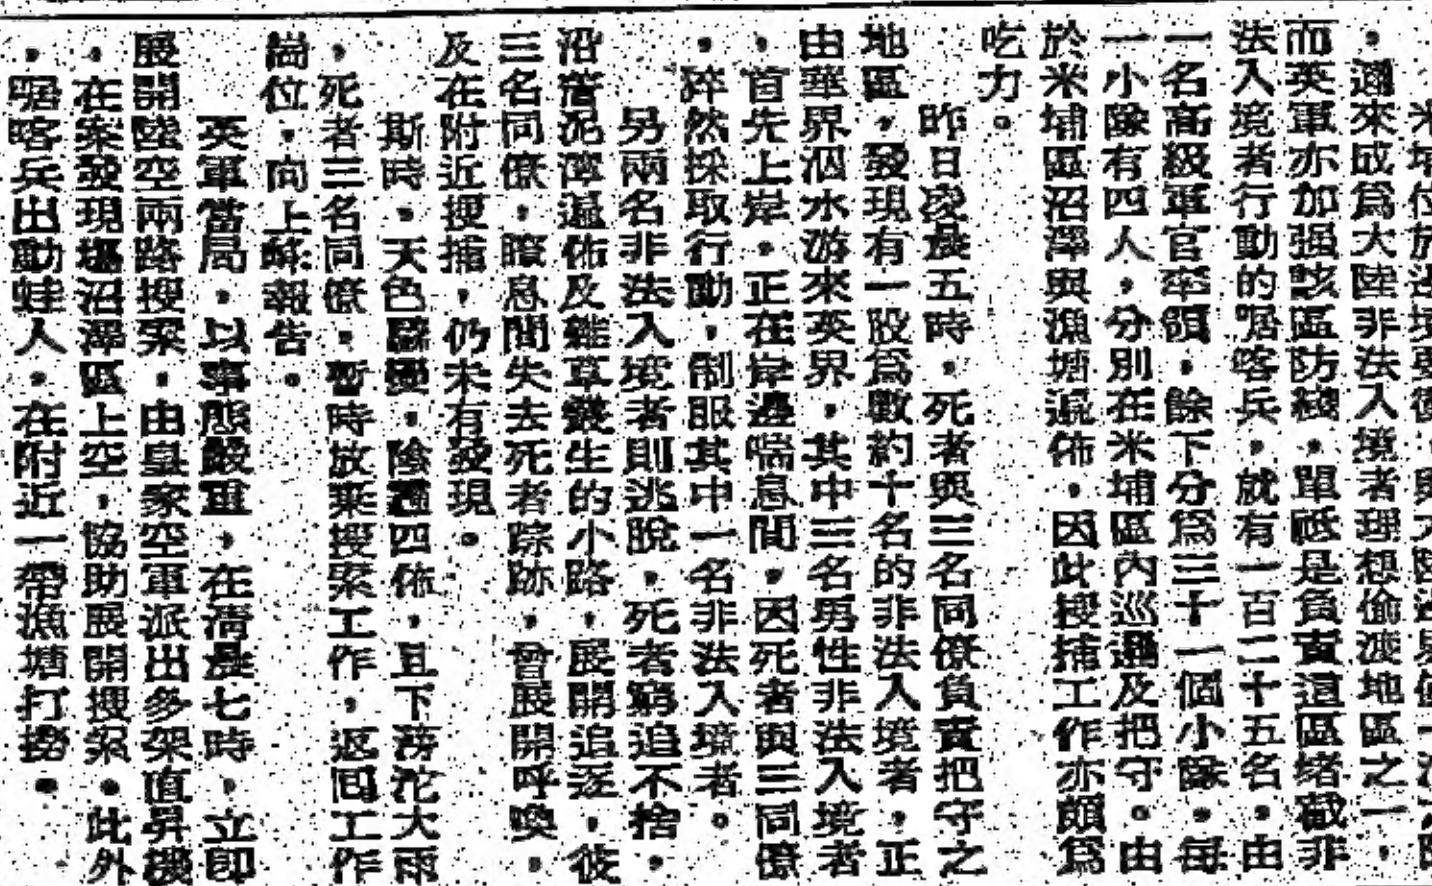 ，邇來成爲大陸非法入境者理想偷渡地區之一，
而英軍亦加强該區防綫，單祗是負責這區堵截非
法入境者行動的啹喀兵，就有一百二十五名，由
一名高級軍官率領，餘下分爲三十一個小隊，每
一小隊有四人，分別在米埔區內巡邏及把守。由
於米埔區沼澤與漁塘遍佈，因此搜捕工作亦頗爲
吃力。
昨日凌晨五時，死者與三名同僚負責把守之
地區，發現有一股爲數約十名的非法入境者，正
由華界泅水游來英界，其中三名男性非法入境者
首先上岸，正在岸邊喘息間，因死者與三同僚
，猝然採取行動，制服其中一名非法入境者。
另兩名非法入境者則逃脫，死者窮追不捨，
沿着泥濘遍佈及雜草叢生的小路，展開追逐，彼
三名同僚，瞭息間失去死者踪跡，曾展開呼喚，
及在附近搜捕，仍未有發現。
斯時，天色驟變，陰霾四佈，且下滂沱大雨
，死者三名同僚，暫時放棄搜索工作，返回工作
崗位，向上峰報告。
英軍當局，以事態嚴重，在清晨七時，立卽
展開陸空兩路搜索，由皇家空軍派出多架直昇機
，在案發現場沼澤區上空，協助展開搜索。此外
，啹喀兵出動蛙人，在附近一帶漁塘打撈。